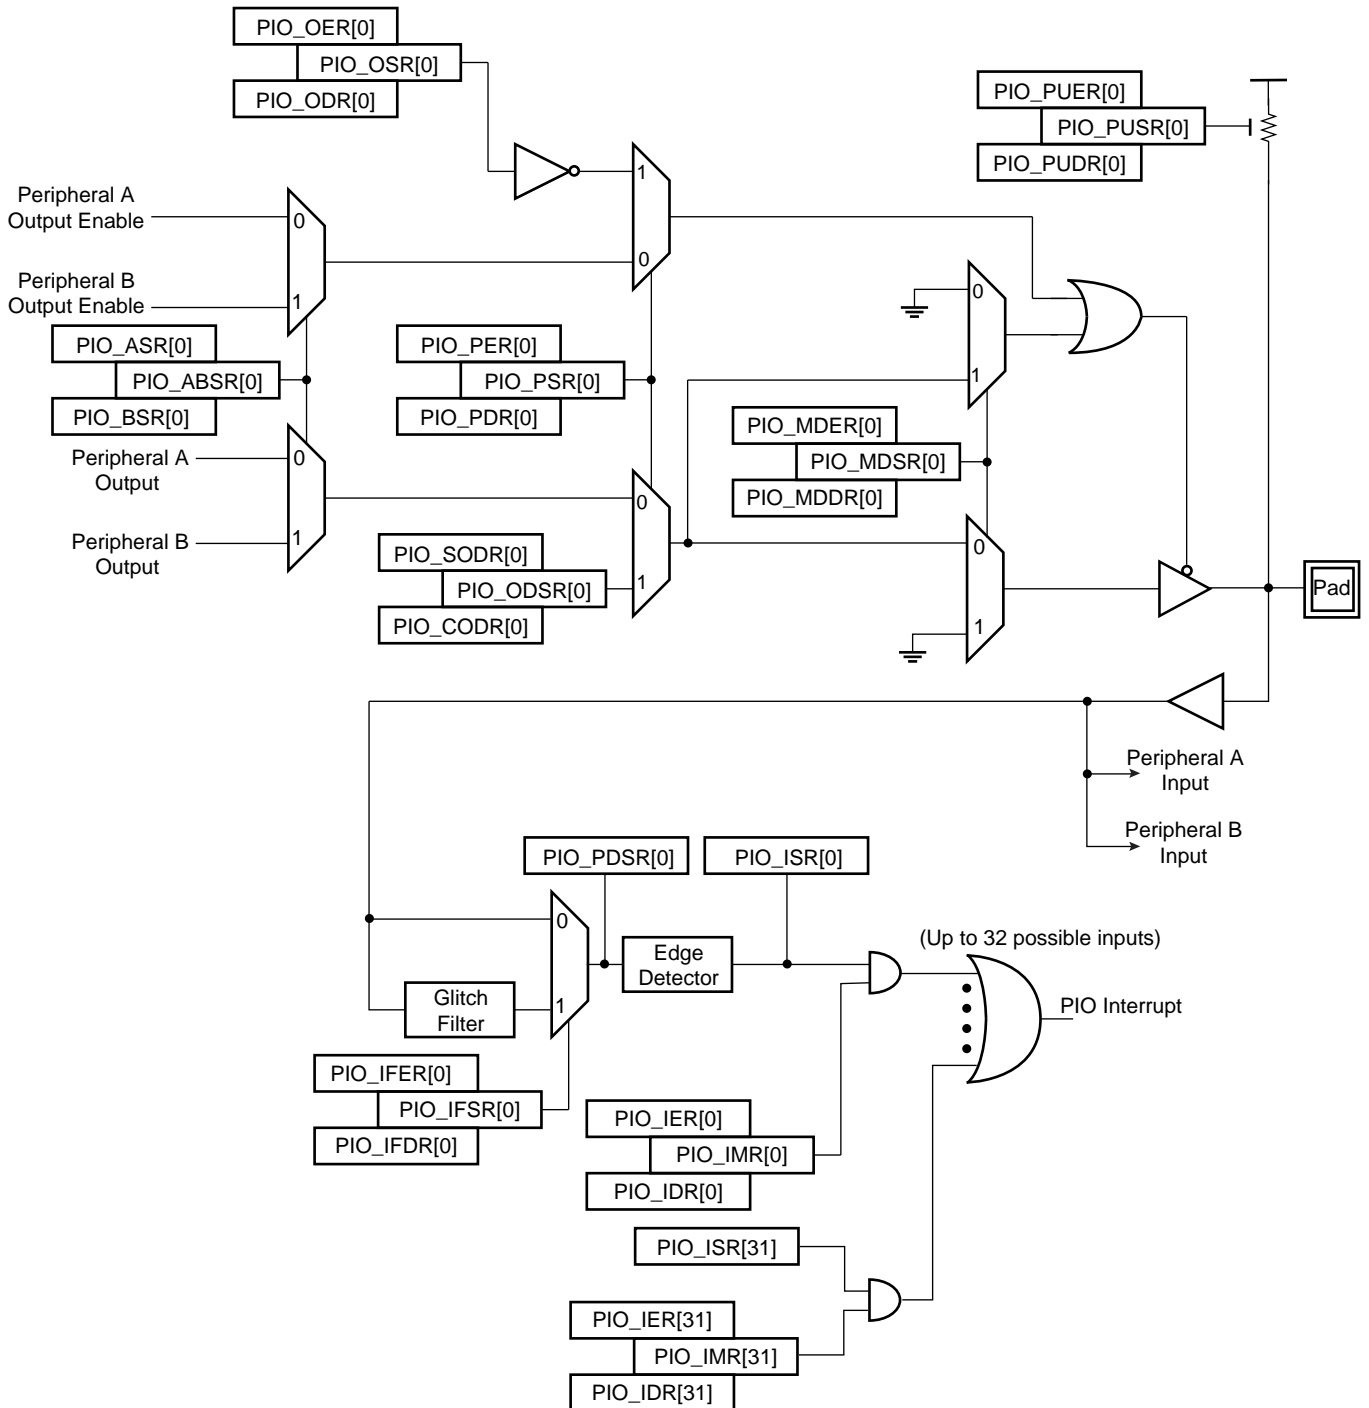 PIO_OER[0]
PIO_OSR[0]
PIO_ODR[0]
PIO_PUER[0]
PIO_PUSR[0]
PIO_PUDR[0]
1
0
Peripheral A
Output Enable
0
Peripheral B
Output Enable
1
PIO_ASR[0]
PIO_ABSR[0]
PIO_BSR[0]
PIO_PER[0]
PIO_PSR[0]
PIO_PDR[0]
0
1
PIO_MDER[0]
PIO_MDSR[0]
PIO_MDDR[0]
Peripheral A
Output
0
Peripheral B
Output
1
0
1
PIO_SODR[0]
PIO_ODSR[0]
PIO_CODR[0]
0
1
Pad
Peripheral A
Input
Peripheral B
Input
PIO_PDSR[0]
PIO_ISR[0]
0
1
Edge
Detector
Glitch
Filter
(Up to 32 possible inputs)
PIO Interrupt
PIO_IFER[0]
PIO_IFSR[0]
PIO_IFDR[0]
PIO_IER[0]
PIO_IMR[0]
PIO_IDR[0]
PIO_ISR[31]
PIO_IER[31]
PIO_IMR[31]
PIO_IDR[31]